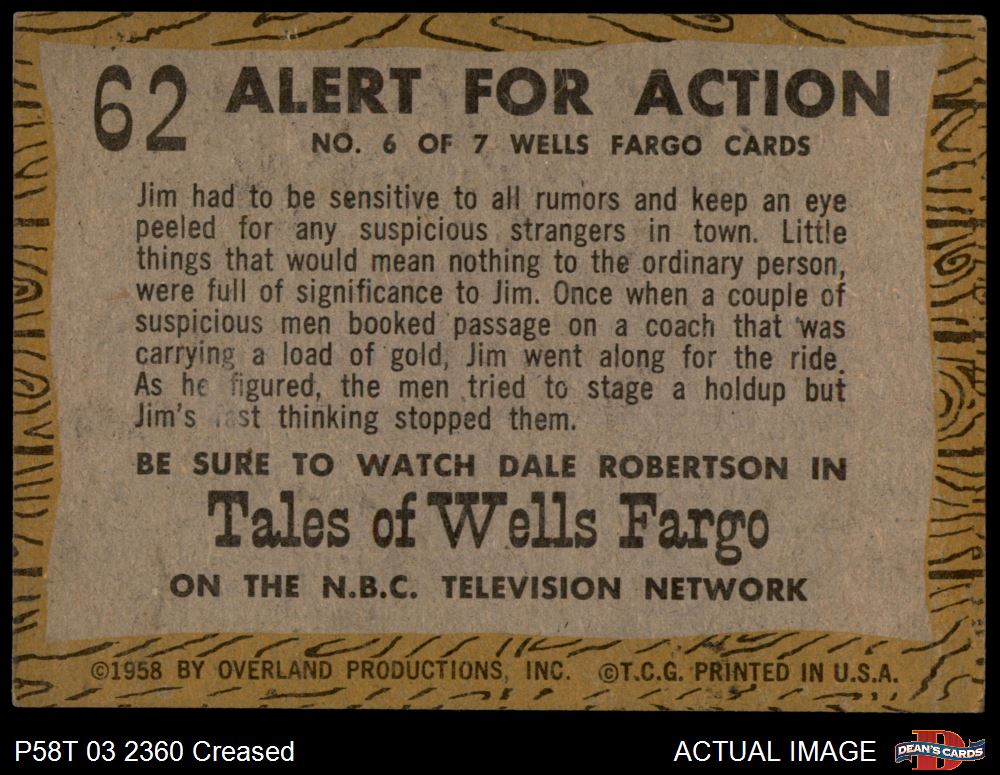 62 ALERT FOR ACTION
NO. 6 OF 7 WELLS FARGO CARDS
Jim had to be sensitive to all rumors and keep an eye
peeled for any suspicious strangers in town. Little
things that would mean nothing to the ordinary person,
were full of significance to Jim. Once when a couple of
suspicious men booked passage on a coach that was
carrying a load of gold, Jim went along for the ride.
As he figured, the men tried to stage a holdup but
Jim's fast thinking stopped them.
BE SURE TO WATCH DALE ROBERTSON IN
Tales of Wells Fargo
ON THE N.B.C. TELEVISION NETWORK
©1958 BY OVERLAND PRODUCTIONS, INC. ©T.C.G. PRINTED IN U.S.A.
P58T 03 2360 Creased
ACTUAL IMAGE
D
DEAN'S CARDS